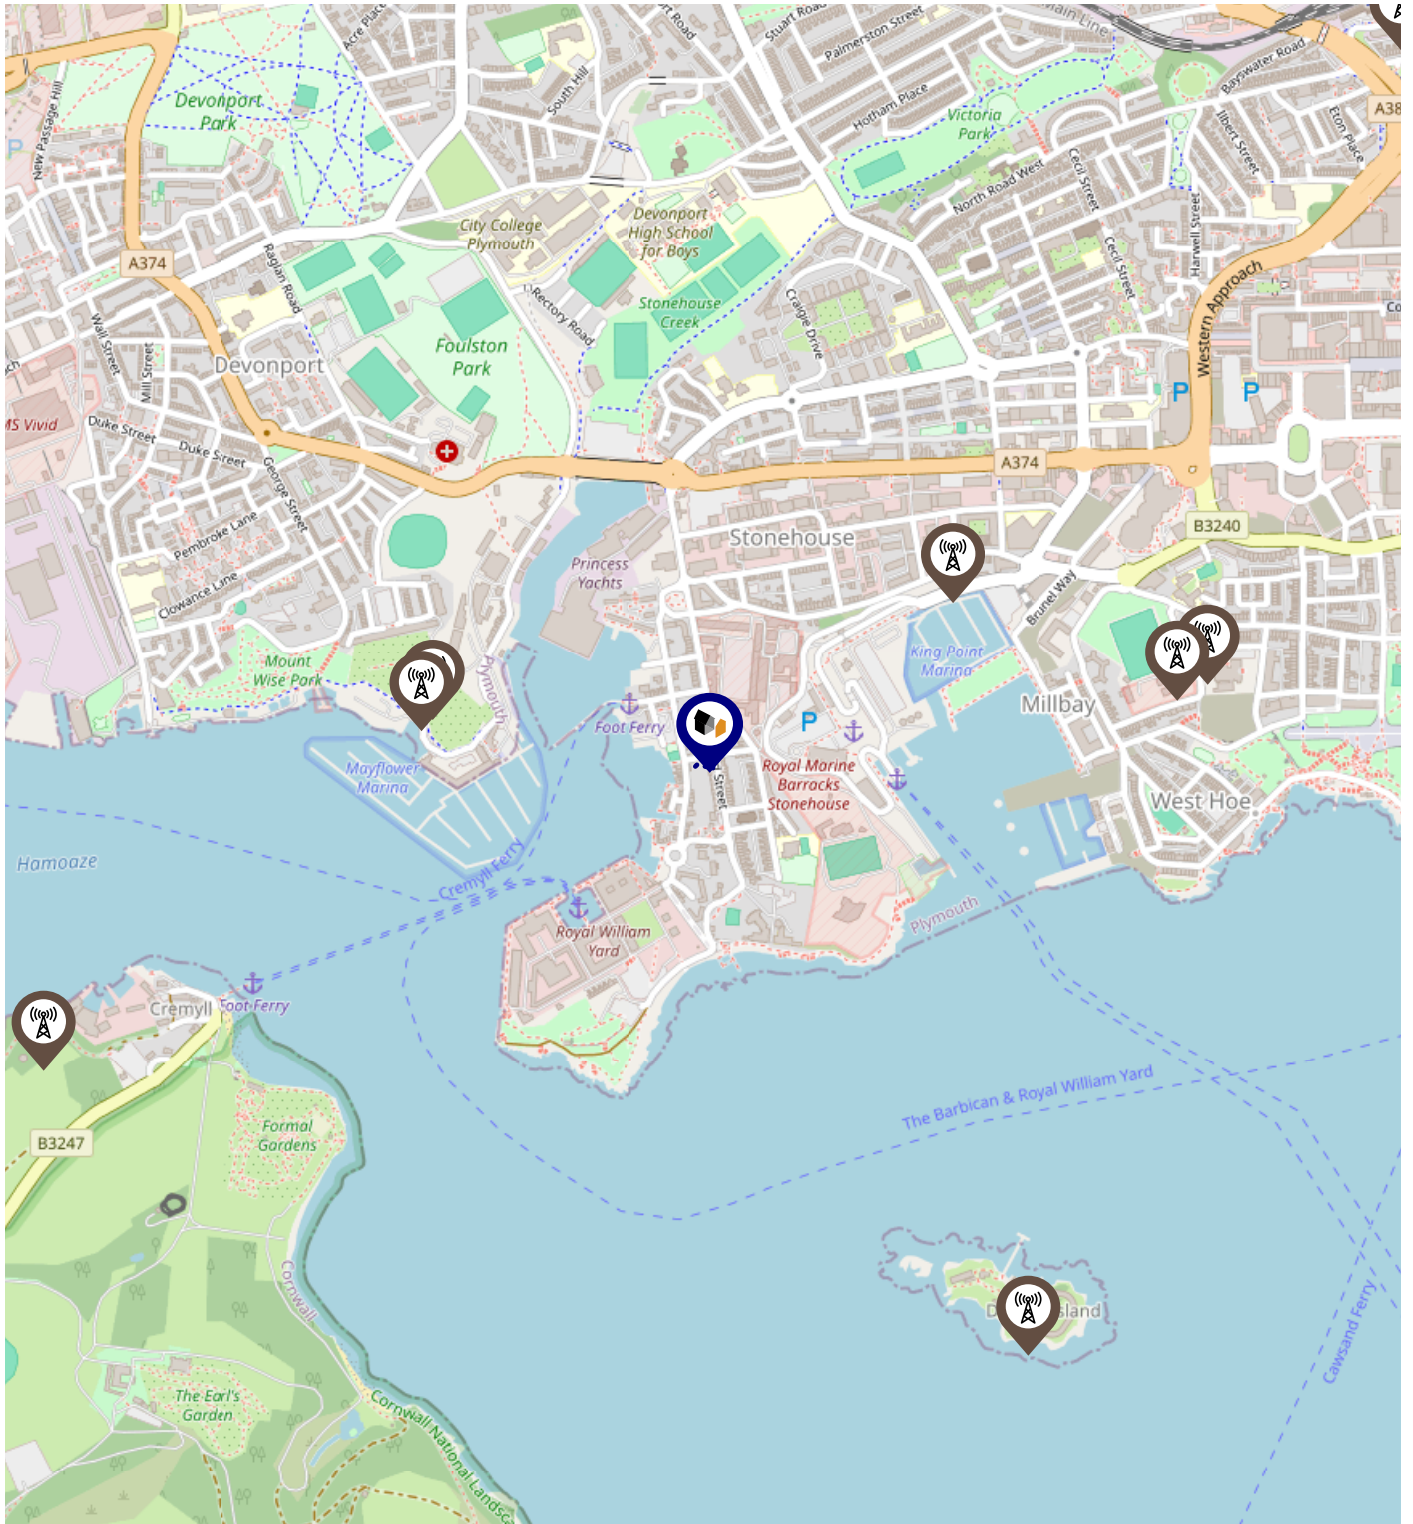 Acre Place
Stuart Road
Palmerston Street
Main Line
Bayswater Road
South Hill
Devonport
Park
New Passage Hill
P
Hotham Place
Victoria
Park
Ilbert Street
Eton Place
Cecil Street
North Road West
City College
Plymouth
Devonport
High School
for Boys
Harwell Street
A374
Raglan Road
Cecil Street
Rectory Road
Stonehouse
Creek
Craigie Drive
Western Approach
Wall Street
Mill Street
Foulston
Park
Devonport
P
P
Duke Street
Duke Street
George Street
A374
Pembroke Lane
Stonehouse
B3240
Princess
Yachts
Clowance Lane
Brunel Way
King Point
Marina
Mount
Wise Park
Plymouth
Millbay
Foot Ferry
P
Mayflower
Marina
Street
Royal Marine
Barracks
Stonehouse
West Hoe
Hamoaze
Cremyll Ferry
Plymouth
Royal William
Yard
Cremyll
Foot Ferry
The Barbican & Royal William Yard
B3247
Formal
Gardens
Cornwall
Cawsand Ferry
The Earl's
Garden
Cornwall National Landsc